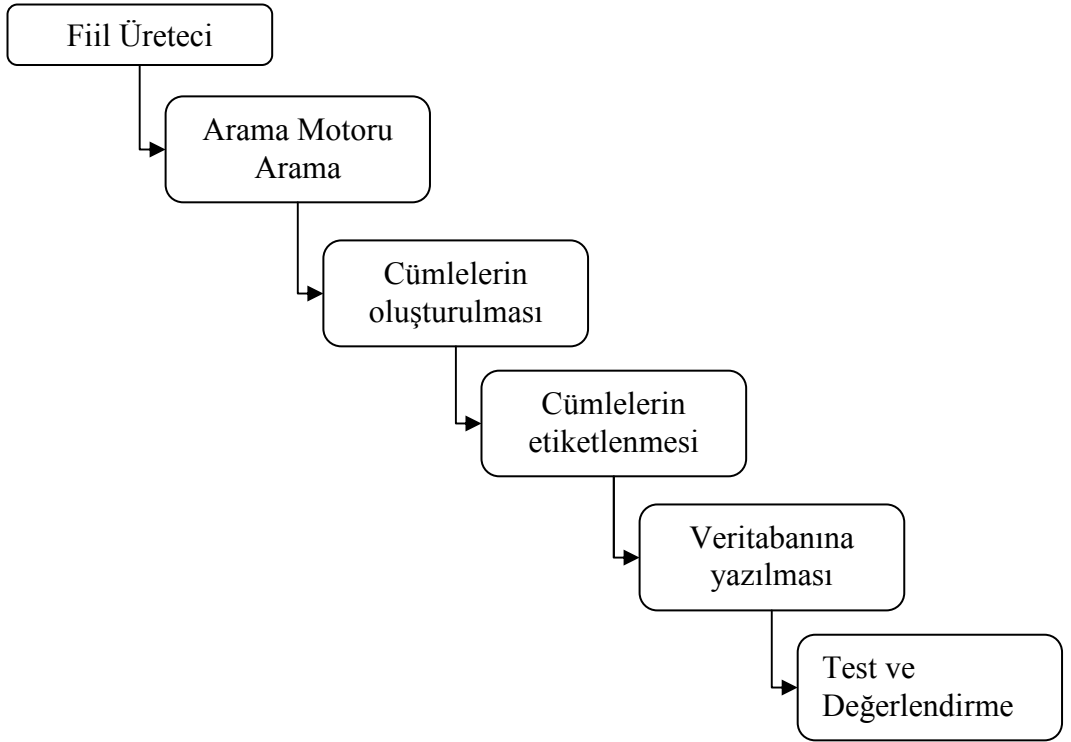 Fiil Üreteci
Arama Motoru
Arama
Cümlelerin
oluşturulması
Cümlelerin
etiketlenmesi
Veritabanına
yazılması
Test ve
Değerlendirme